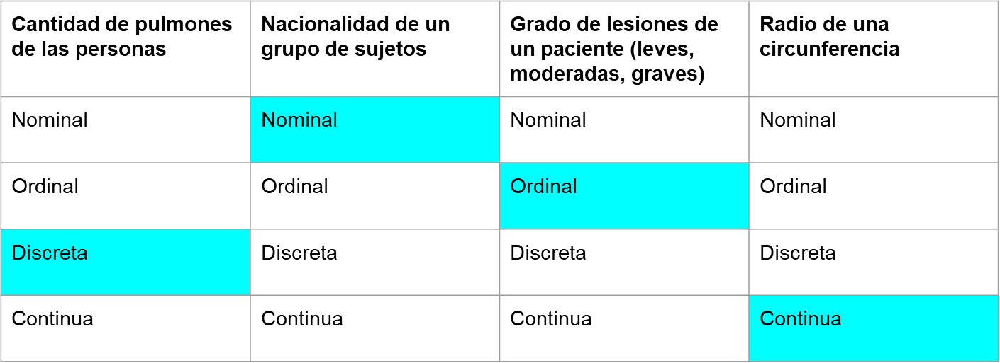 Cantidad de pulmones
de las personas
Nacionalidad de un
grupo de sujetos
Grado de lesiones de
un paciente (leves,
moderadas, graves)
Radio de una
circunferencia
Nominal
Nominal
Nominal
Nominal
Ordinal
Ordinal
Ordinal
Ordinal
Discreta
Discreta
Discreta
Discreta
Continua
Continua
Continua
Continua